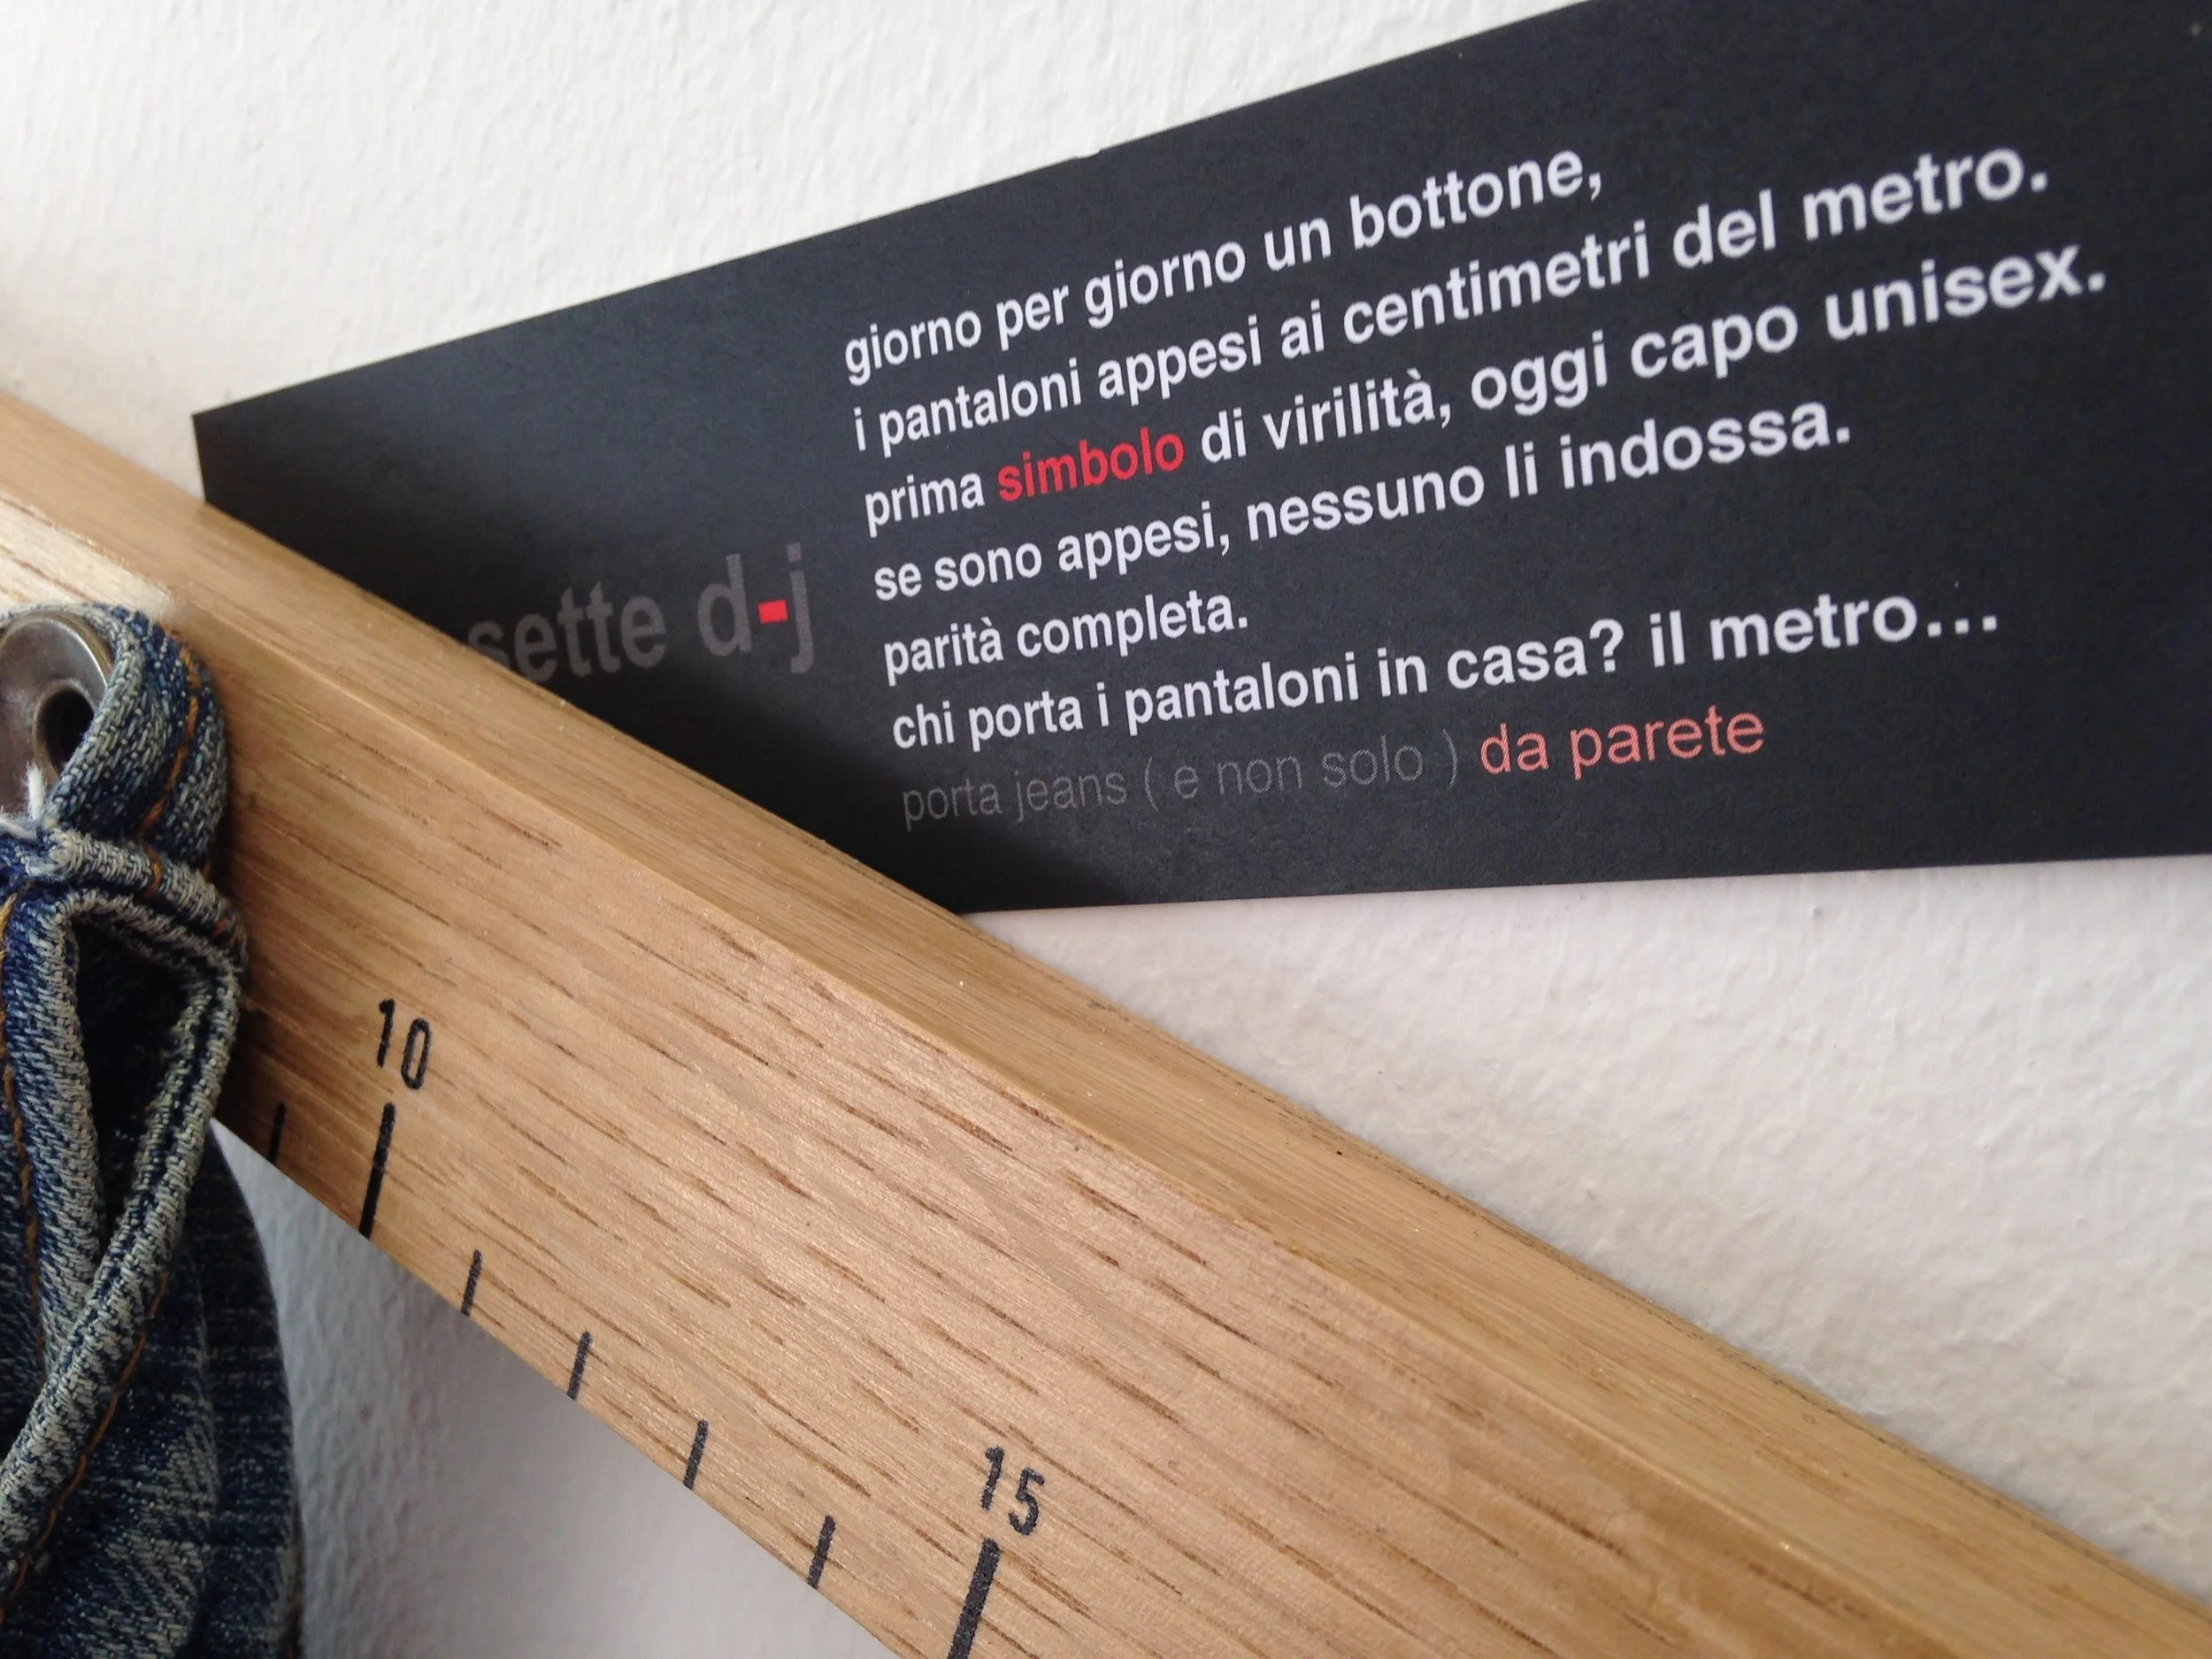 giorno per giorno un bottone,
i pantaloni appesi ai centimetri del metro.
prima simbolo di virilità, oggi capo unisex.
se sono appesi, nessuno li indossa.
parità completa.
chi porta i pantaloni in casa? il metro...
porta jeans ( e non solo ) da parete
sette d-j
10
15